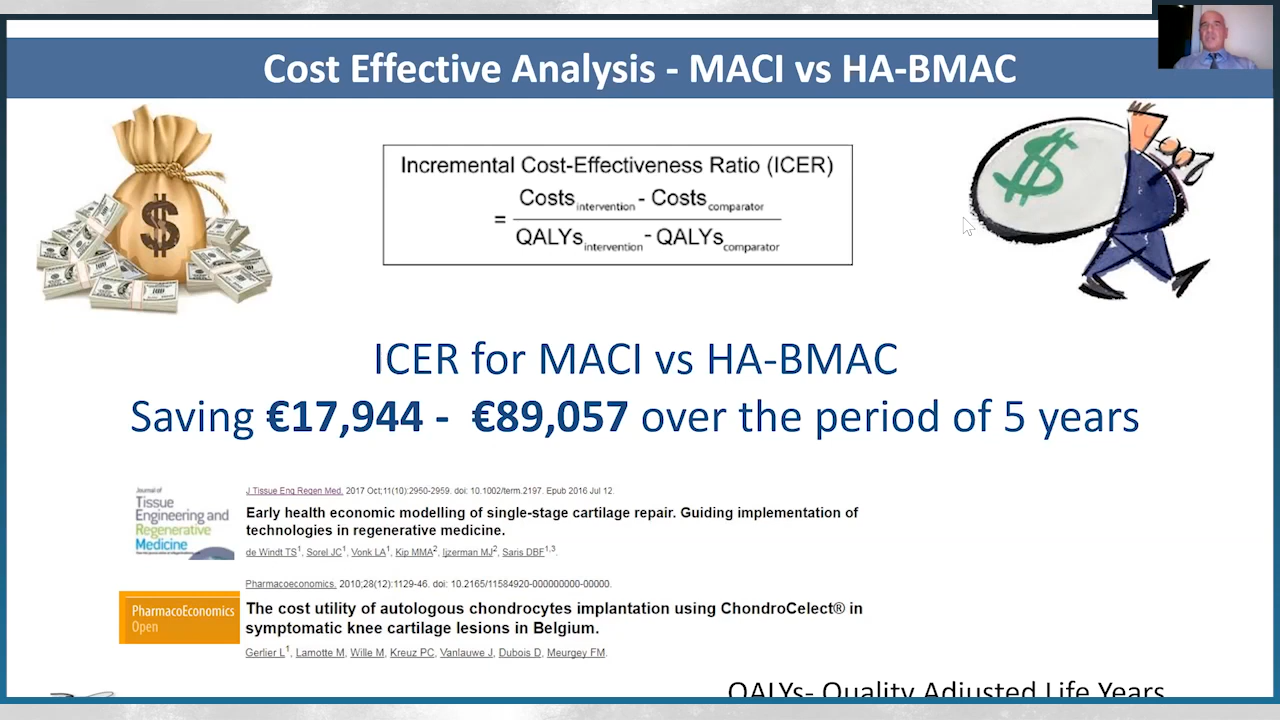 Cost Effective Analysis - MACI vs HA-BMAC
$
$
Incremental Cost-Effectiveness Ratio (ICER)
Costs intervention - Costs comparator
=
QALYs intervention - QALYs comparator
ICER for MACI vs HA-BMAC
Saving €17,944 - €89,057 over the period of 5 years
Journal of
Tissue
Engineering and
Regenerative
Medicine
J Tissue Eng Regen Med. 2017 Oct;11(10):2950-2959. doi: 10.1002/term.2197. Epub 2016 Jul 12.
Early health economic modelling of single-stage cartilage repair. Guiding implementation of
technologies in regenerative medicine.
de Windt TS1, Sorel JC1, Vonk LA1, Kip MMA2, Ijzerman MJ2, Saris DBF1,3.
PharmacoEconomics
Open
Pharmacoeconomics. 2010;28(12):1129-46. doi: 10.2165/11584920-000000000-00000.
The cost utility of autologous chondrocytes implantation using ChondroCelect® in
symptomatic knee cartilage lesions in Belgium.
Gerlier L1, Lamotte M, Wille M, Kreuz PC, Vanlauwe J, Dubois D, Meurgey FM.
QALYs- Quality Adjusted Life Years